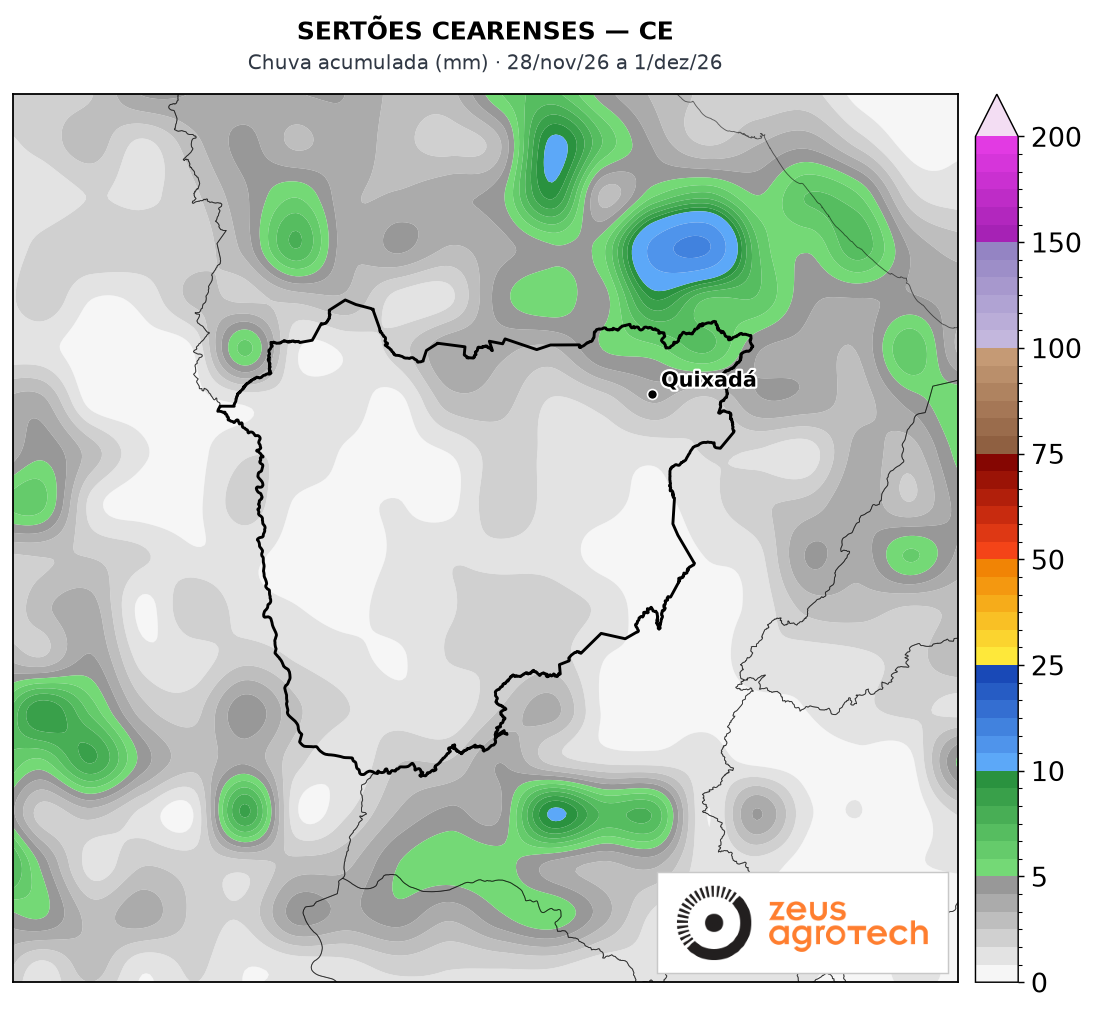 SERTÕES CEARENSES — CE
Chuva acumulada (mm) · 28/nov/26 a 1/dez/26
200
150
100
75
50
25
10
5
0
Quixadá
zeus
agrotech